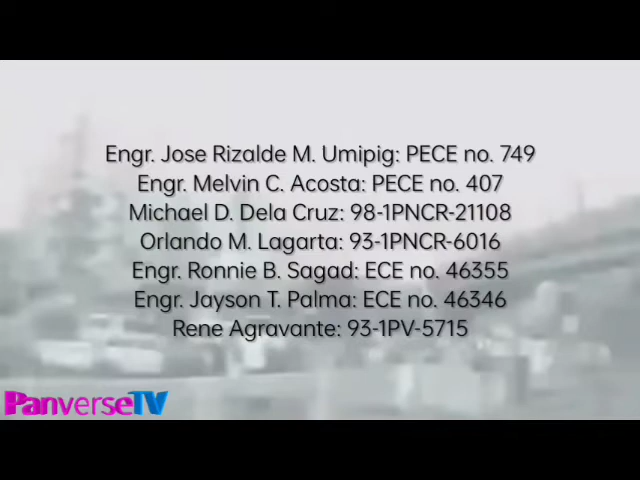 Engr. Jose Rizalde M. Umipig: PECE no. 749
Engr. Melvin C. Acosta: PECE no. 407
Michael D. Dela Cruz: 98-1PNCR-21108
Orlando M. Lagarta: 93-1PNCR-6016
Engr. Ronnie B. Sagad: ECE no. 46355
Engr. Jayson T. Palma: ECE no. 46346
Rene Agravante: 93-1PV-5715
PanverseTV